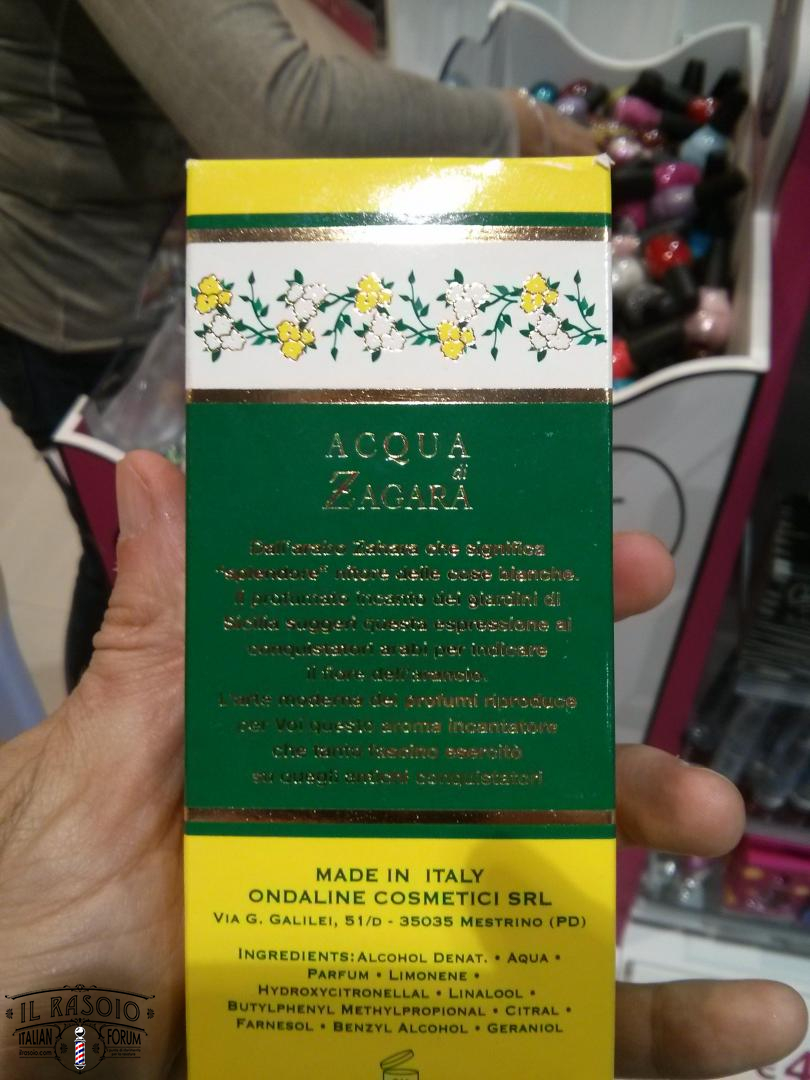 ACQUA
di
ZAGARA
Dall'arabo Zahara che significa
"splendore" nitore delle cose bianche.
Il profumato incanto dei giardini di
Sicilia suggerì questa espressione ai
conquistatori arabi per indicare
il fiore dell'arancio.
L'arte moderna dei profumi riproduce
per Voi questo aroma incantatore
che tanto fascino esercitò
su quegli antichi conquistatori
MADE IN ITALY
ONDALINE COSMETICI SRL
VIA G. GALILEI, 51/D - 35035 MESTRINO (PD)
INGREDIENTS: ALCOHOL DENAT. • AQUA •
PARFUM • LIMONENE •
HYDROXYCITRONELLAL • LINALOOL •
BUTYLPHENYL METHYLPROPIONAL • CITRAL •
FARNESOL • BENZYL ALCOHOL • GERANIOL
IL RASOIO
ITALIAN FORUM
ilrasoio.com